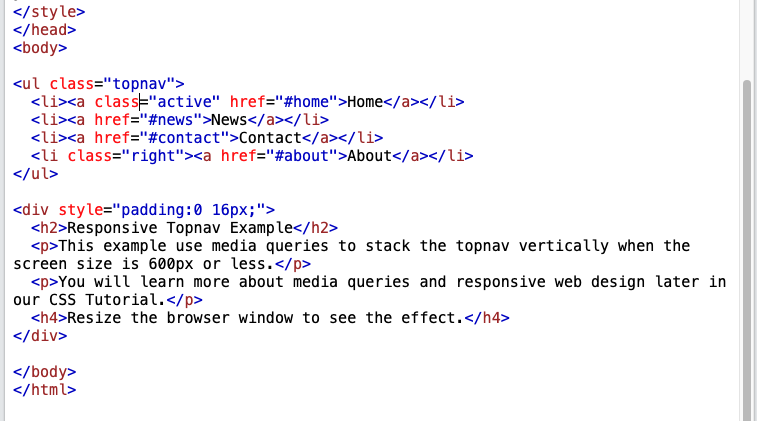 </style>
</head>
<body>

<ul class="topnav">
  <li><a class="active" href="#home">Home</a></li>
  <li><a href="#news">News</a></li>
  <li><a href="#contact">Contact</a></li>
  <li class="right"><a href="#about">About</a></li>
</ul>

<div style="padding:0 16px;">
  <h2>Responsive Topnav Example</h2>
  <p>This example use media queries to stack the topnav vertically when the
screen size is 600px or less.</p>
  <p>You will learn more about media queries and responsive web design later in
our CSS Tutorial.</p>
  <h4>Resize the browser window to see the effect.</h4>
</div>

</body>
</html>